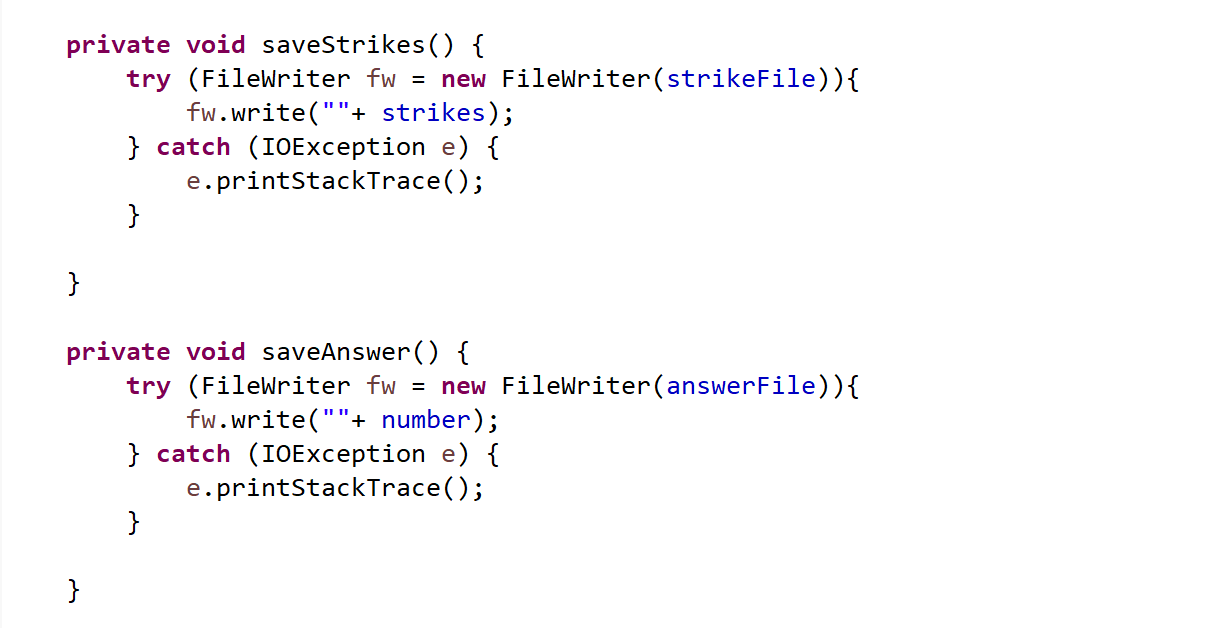 private void saveStrikes() {
try (FileWriter fw = new FileWriter(strikeFile)){
fw.write(""+ strikes);
} catch (IOException e) {
e.printStackTrace();
}
}
private void saveAnswer() {
try (FileWriter fw = new FileWriter(answerFile)){
fw.write(""+ number);
} catch (IOException e) {
e.printStackTrace();
}
}